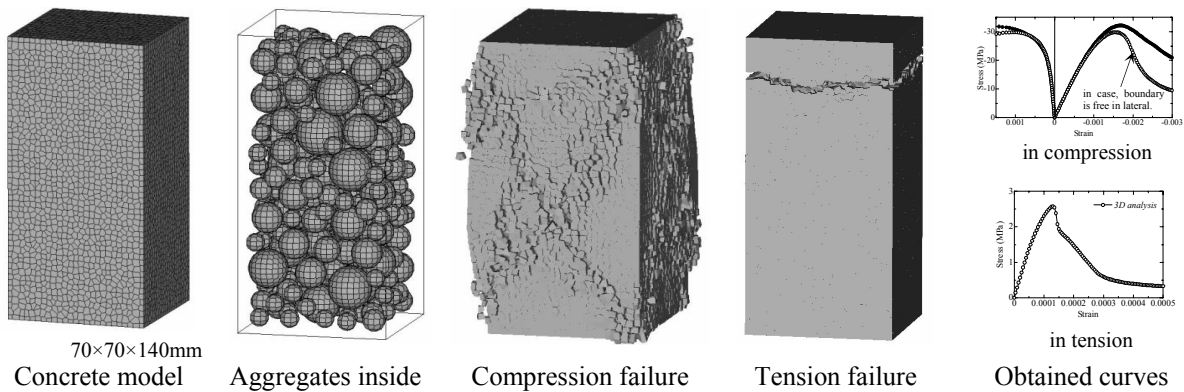 70×70×140mm
Concrete model
Aggregates inside
Compression failure
Tension failure
-30
-20
-10
0
Stress (MPa)
in case, boundary
is free in lateral.
0.001 0 -0.001 -0.002 -0.003
Strain
in compression
3
2
1
0
Stress (MPa)
3D analysis
0 0.0001 0.0002 0.0003 0.0004 0.0005
Strain
in tension
Obtained curves